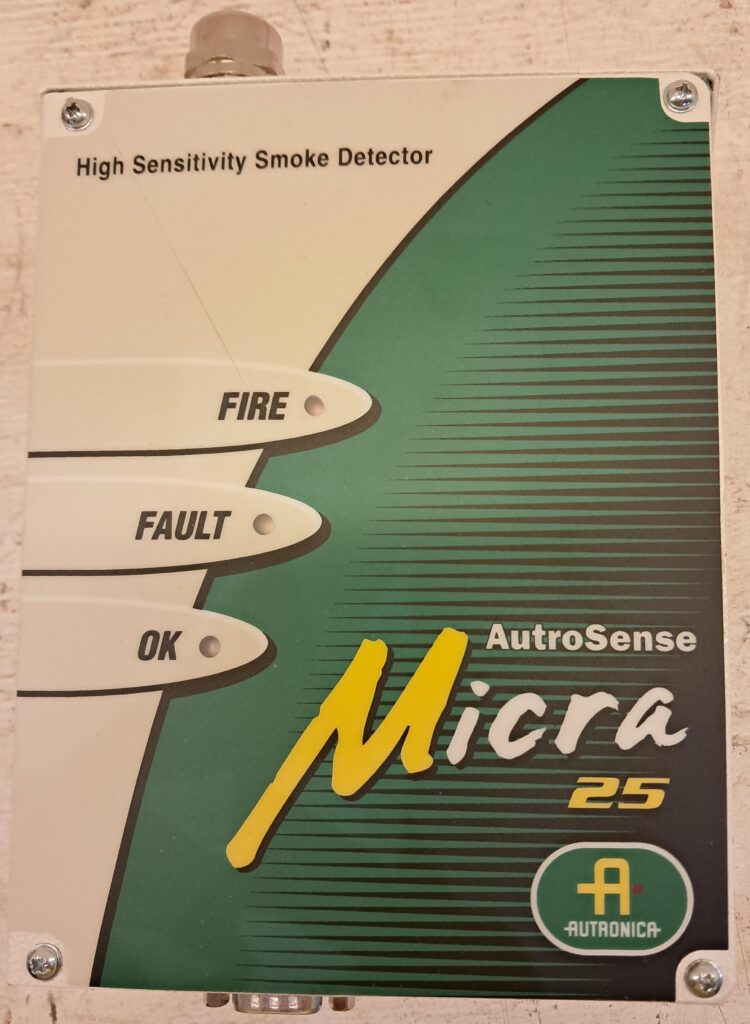 High Sensitivity Smoke Detector
FIRE
FAULT
OK
AutroSense
Micra
25
A
AUTRONICA